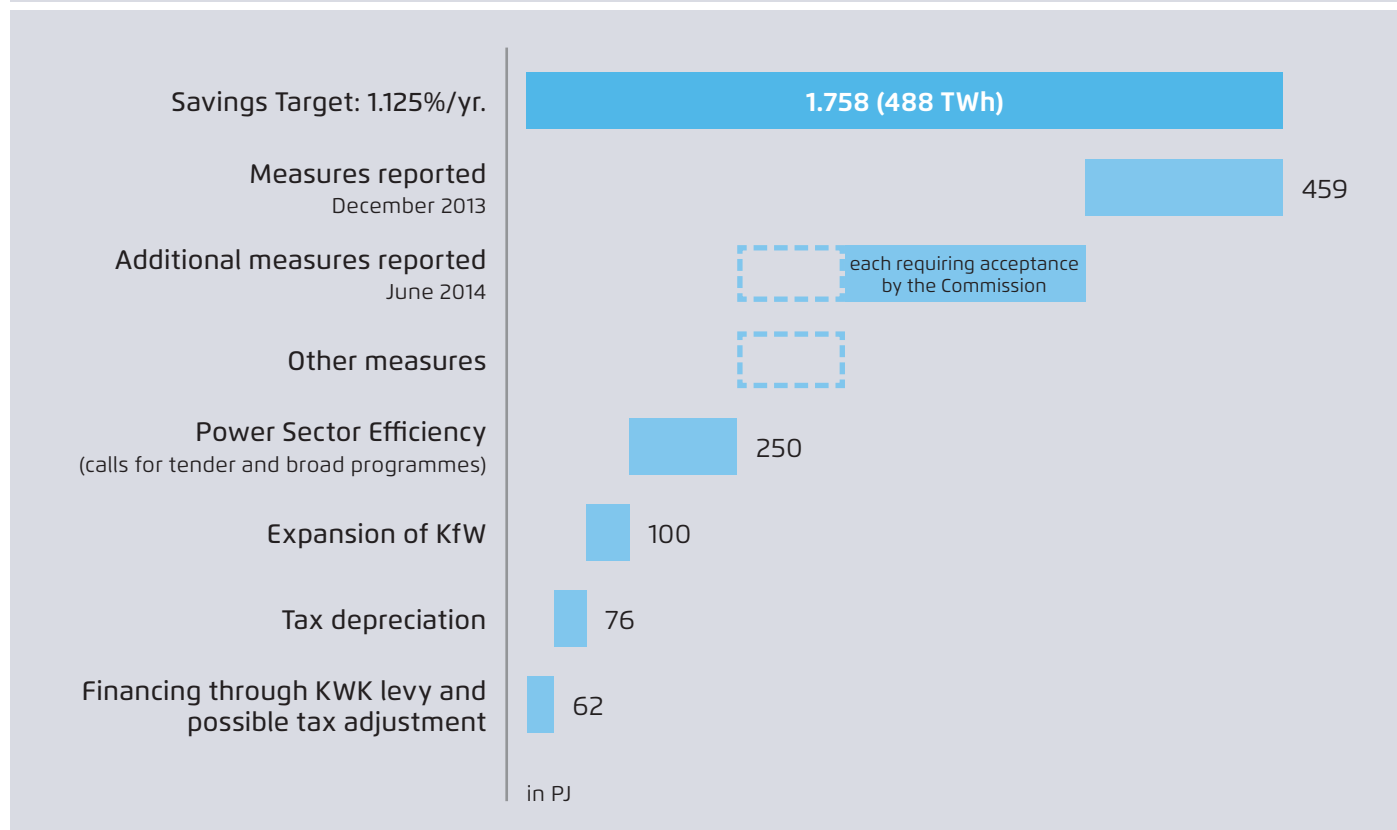 Savings Target: 1.125%/yr.
1.758 (488 TWh)
Measures reported
December 2013
459
Additional measures reported
June 2014
each requiring acceptance
by the Commission
Other measures
Power Sector Efficiency
(calls for tender and broad programmes)
250
Expansion of KfW
100
Tax depreciation
76
Financing through KWK levy and
possible tax adjustment
62
in PJ